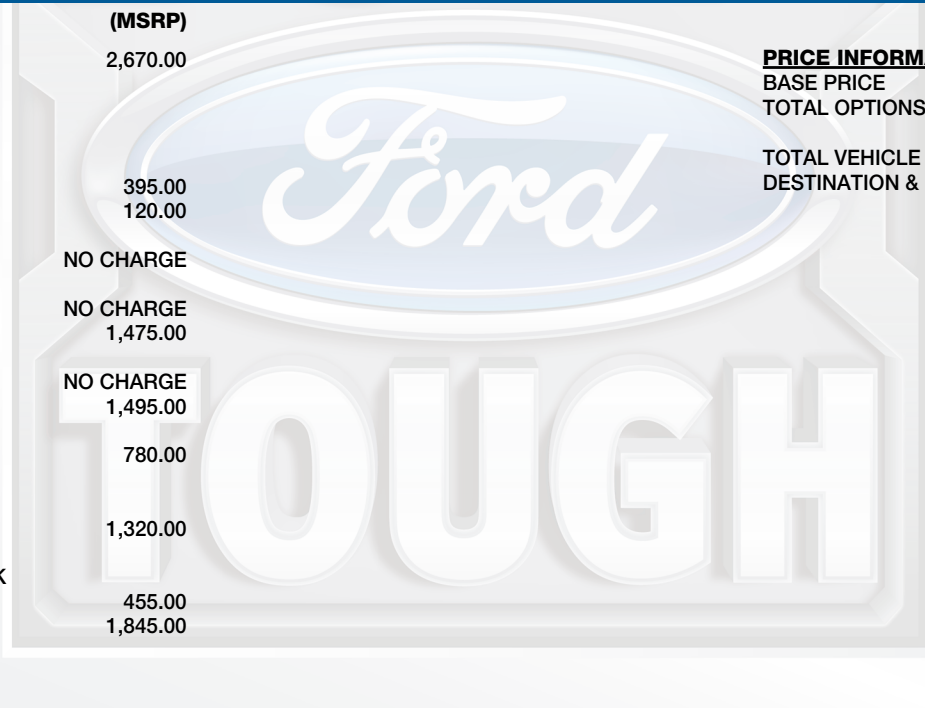 (MSRP)
2,670.00
395.00
120.00
NO CHARGE
NO CHARGE
1,475.00
NO CHARGE
1,495.00
780.00
1,320.00
K
455.00
1,845.00
PRICE INFORMA
BASE PRICE
TOTAL OPTIONS
TOTAL VEHICLE
DESTINATION &
Ford
TOUGH